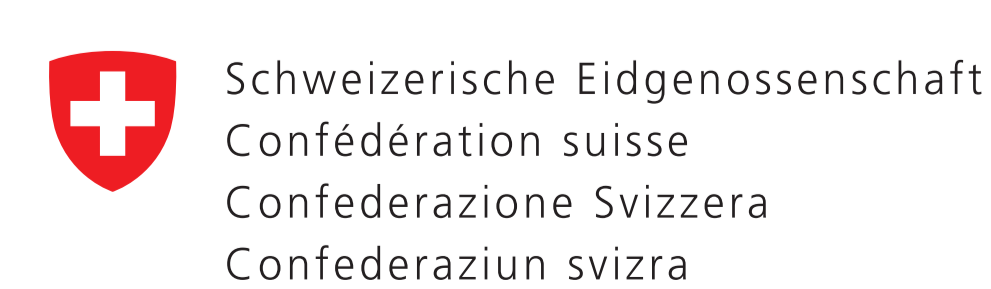 Schweizerische Eidgenossenschaft
Confédération suisse
Confederazione Svizzera
Confederaziun svizra